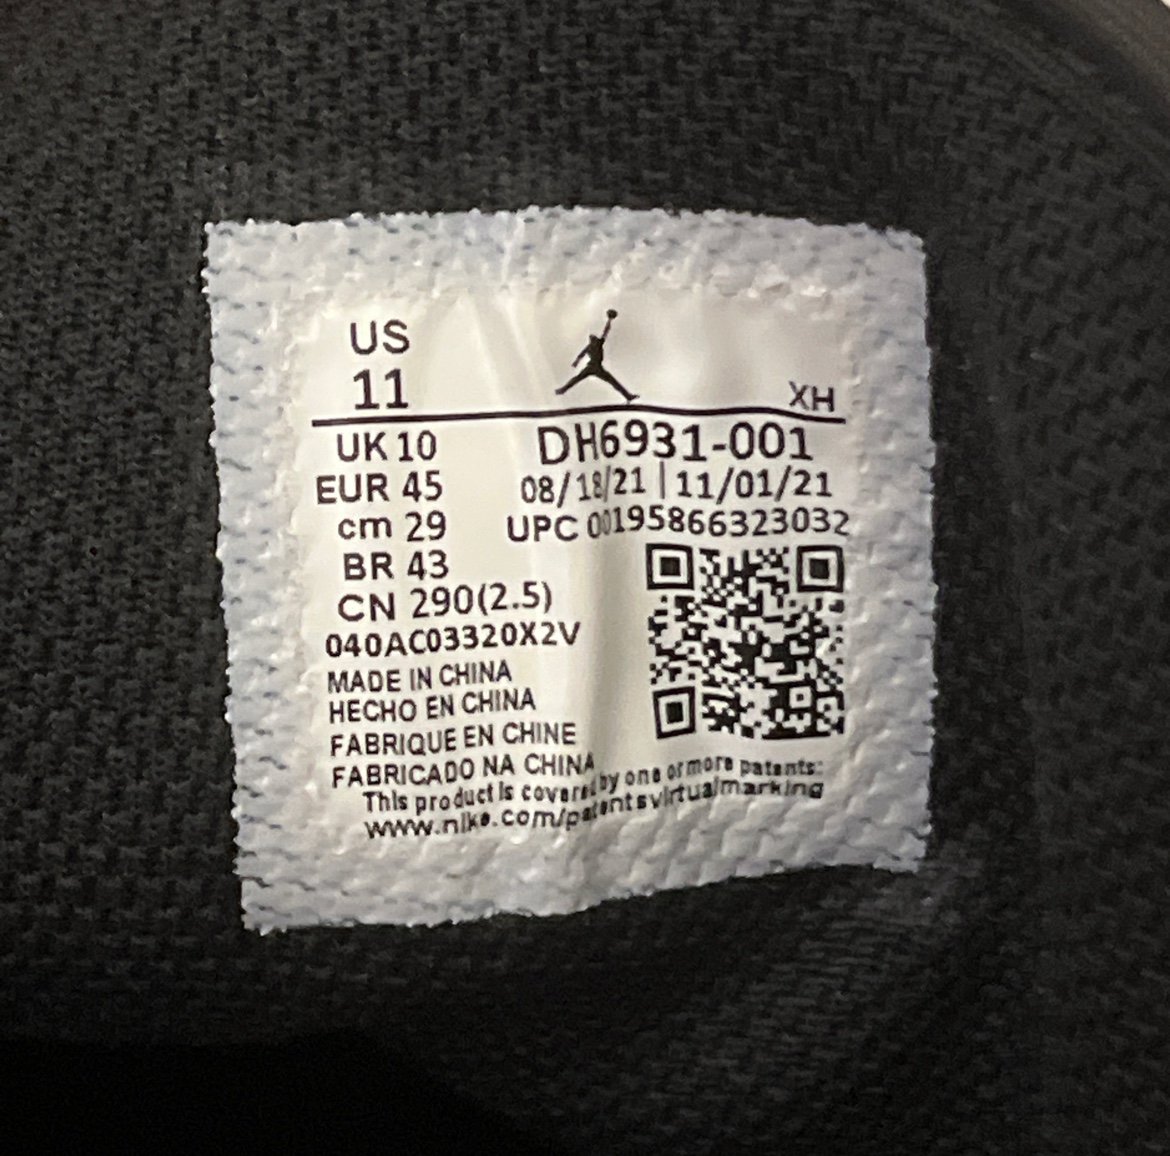 US
11
XH
UK 10
DH6931-001
EUR 45
08/18/21 | 11/01/21
cm 29
UPC 00195866323032
BR 43
CN 290(2.5)
040AC03320X2V
MADE IN CHINA
HECHO EN CHINA
FABRIQUE EN CHINE
FABRICADO NA CHINA
This product is covered by one or more patents:
www.nike.com/patentsvirtualmarking